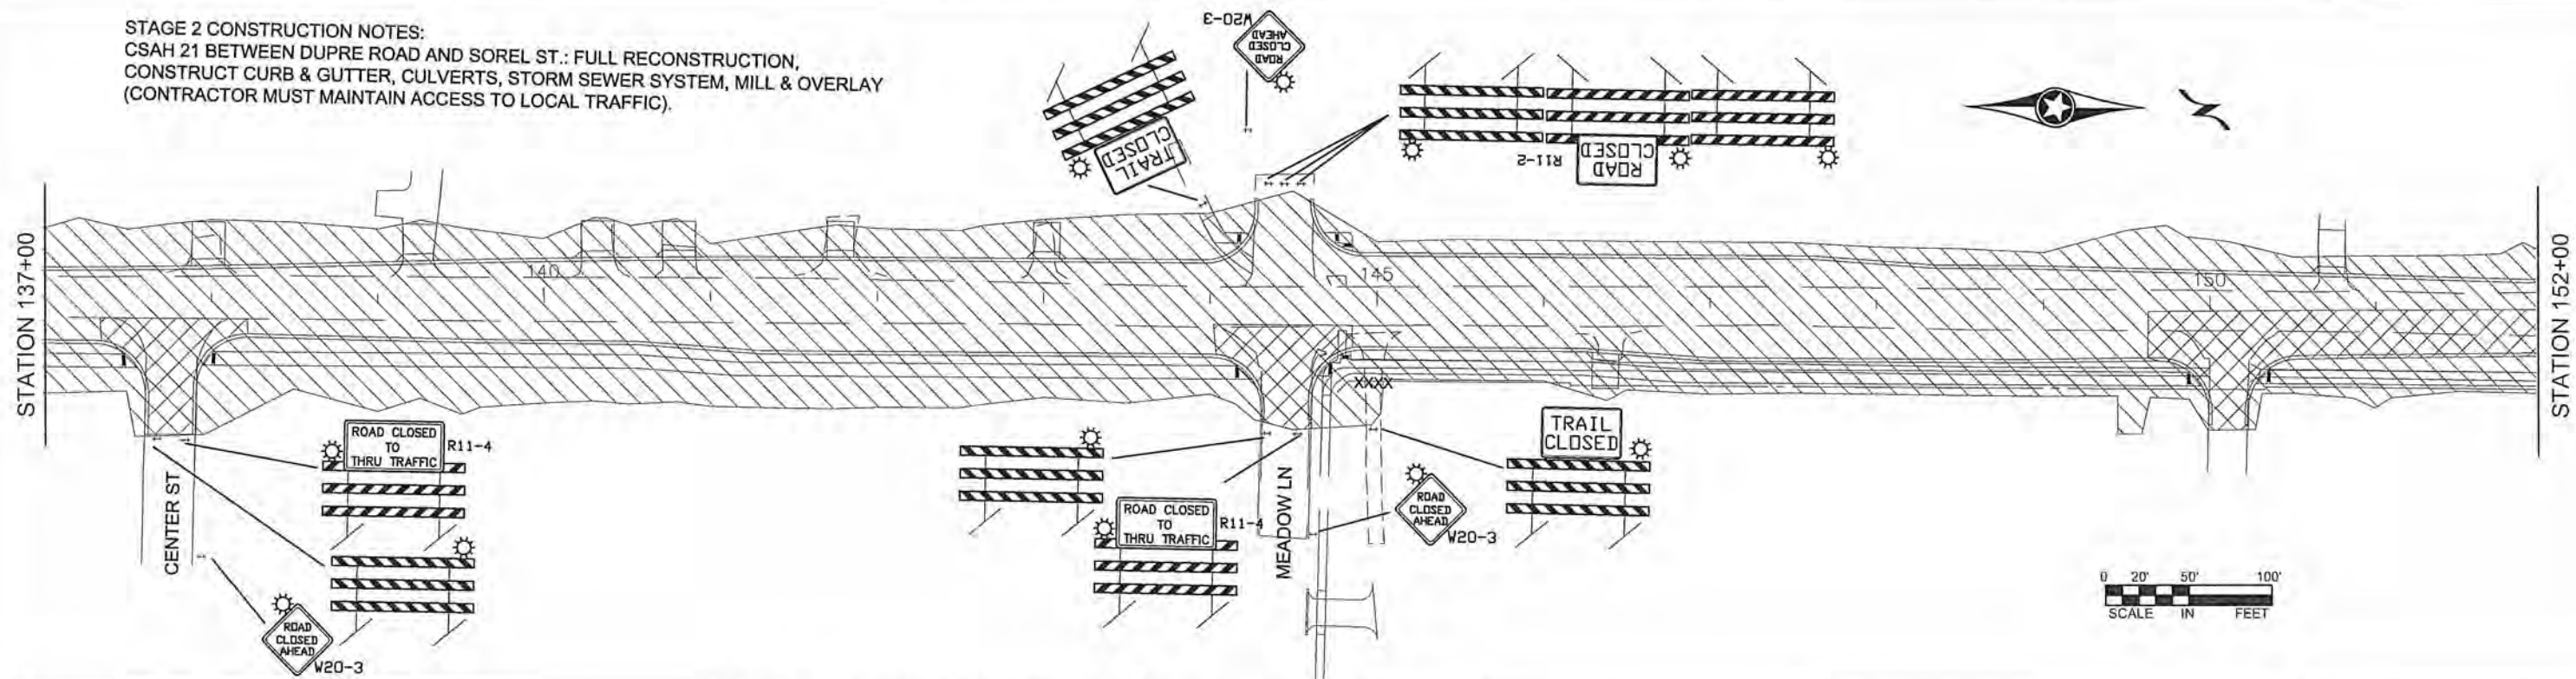 STAGE 2 CONSTRUCTION NOTES:
CSAH 21 BETWEEN DUPRE ROAD AND SOREL ST.: FULL RECONSTRUCTION,
CONSTRUCT CURB & GUTTER, CULVERTS, STORM SEWER SYSTEM, MILL & OVERLAY
(CONTRACTOR MUST MAINTAIN ACCESS TO LOCAL TRAFFIC).
W20-3
ROAD
CLOSED
AHEAD
TRAIL
CLOSED
R11-2
ROAD
CLOSED
STATION 137+00
140
145
150
STATION 152+00
CENTER ST
ROAD CLOSED
TO
THRU TRAFFIC
R11-4
ROAD
CLOSED
AHEAD
W20-3
ROAD CLOSED
TO
THRU TRAFFIC
R11-4
MEADOW LN
XXXX
ROAD
CLOSED
AHEAD
W20-3
TRAIL
CLOSED
0 20' 50' 100'
SCALE IN FEET